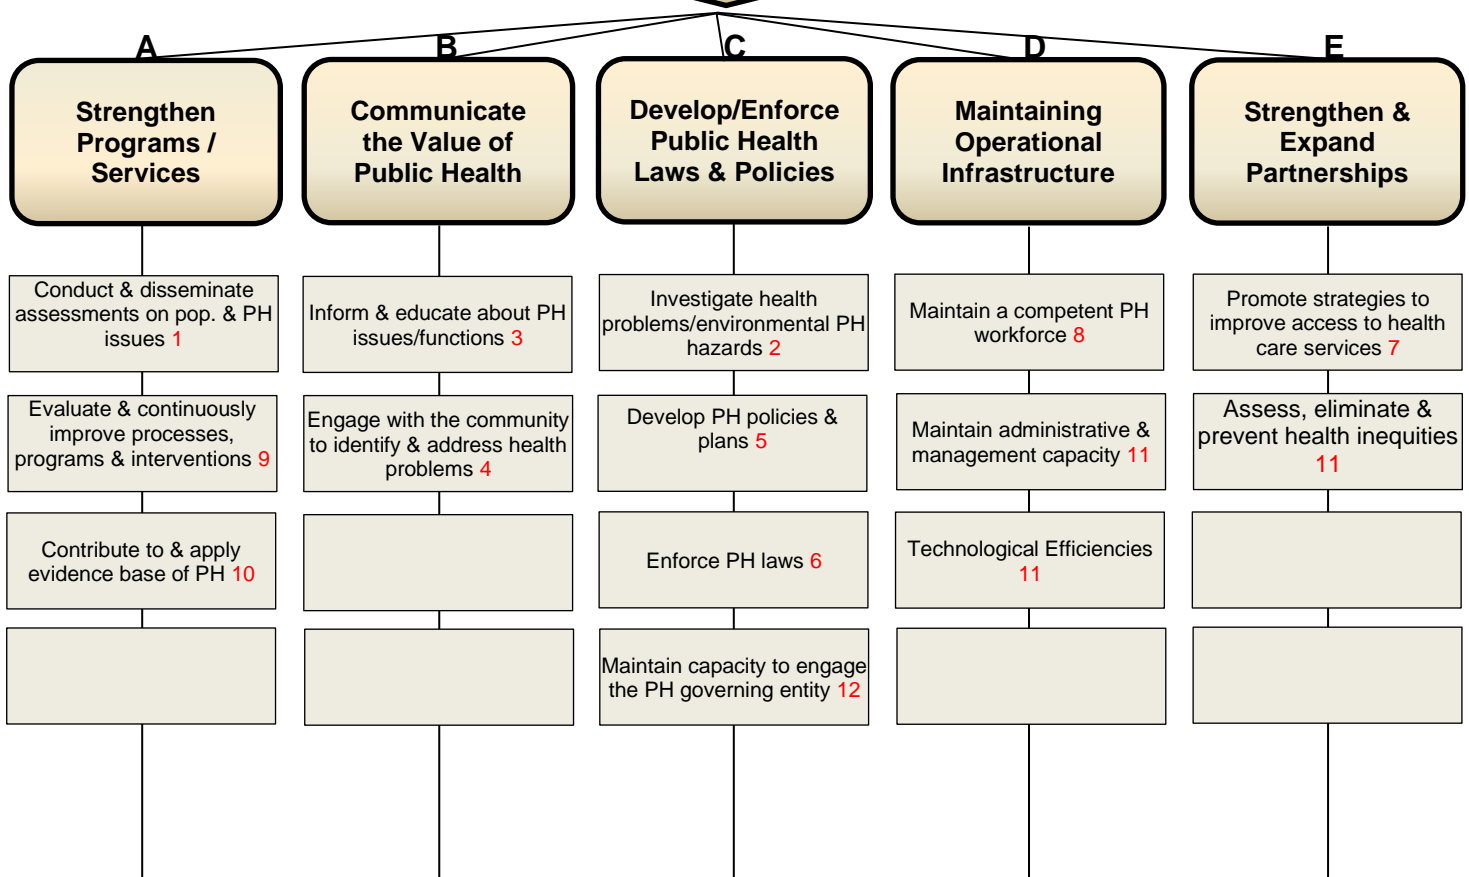 A
B
C
D
E
Strengthen
Programs /
Services
Communicate
the Value of
Public Health
Develop/Enforce
Public Health
Laws & Policies
Maintaining
Operational
Infrastructure
Strengthen &
Expand
Partnerships
Conduct & disseminate
assessments on pop. & PH
issues 1
Inform & educate about PH
issues/functions 3
Investigate health
problems/environmental PH
hazards 2
Maintain a competent PH
workforce 8
Promote strategies to
improve access to health
care services 7
Evaluate & continuously
improve processes,
programs & interventions 9
Engage with the community
to identify & address health
problems 4
Develop PH policies &
plans 5
Maintain administrative &
management capacity 11
Assess, eliminate &
prevent health inequities
11
Contribute to & apply
evidence base of PH 10
Enforce PH laws 6
Technological Efficiencies
11
Maintain capacity to engage
the PH governing entity 12